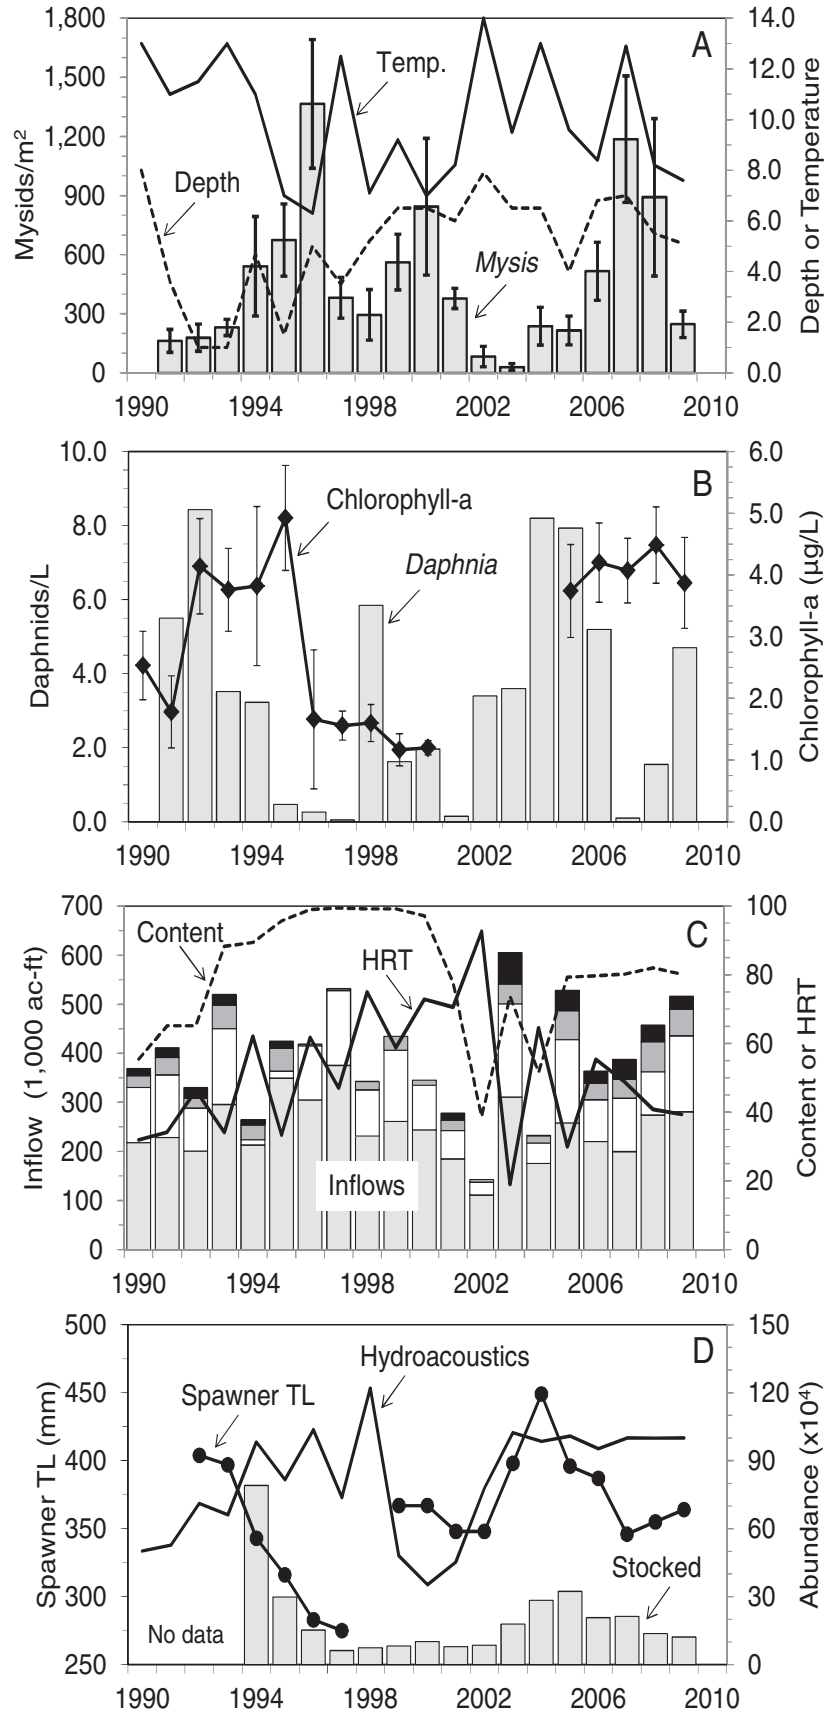 A
Mysids/m²
Depth or Temperature
1,800
1,500
1,200
900
600
300
0
14.0
12.0
10.0
8.0
6.0
4.0
2.0
0.0
Temp.
Depth
Mysis
1990 1994 1998 2002 2006 2010
B
Daphnids/L
Chlorophyll-a (µg/L)
10.0
8.0
6.0
4.0
2.0
0.0
6.0
5.0
4.0
3.0
2.0
1.0
0.0
Chlorophyll-a
Daphnia
1990 1994 1998 2002 2006 2010
C
Inflow (1,000 ac-ft)
Content or HRT
700
600
500
400
300
200
100
0
100
80
60
40
20
0
Content
HRT
Inflows
1990 1994 1998 2002 2006 2010
D
Spawner TL (mm)
Abundance (x10⁴)
500
450
400
350
300
250
150
120
90
60
30
0
Hydroacoustics
Spawner TL
Stocked
No data
1990 1994 1998 2002 2006 2010